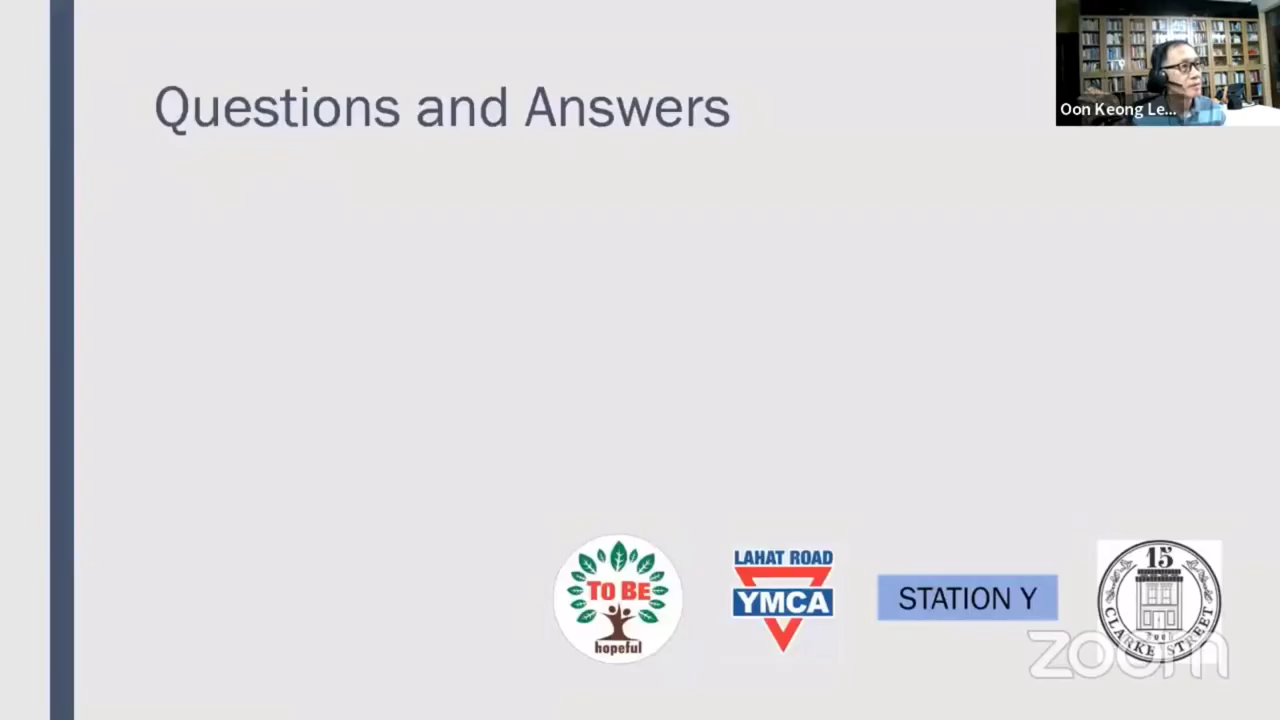 Questions and Answers
Oon Keong Le...
TO BE
hopeful
LAHAT ROAD
YMCA
STATION Y
15
CLARKE STREET
zoom